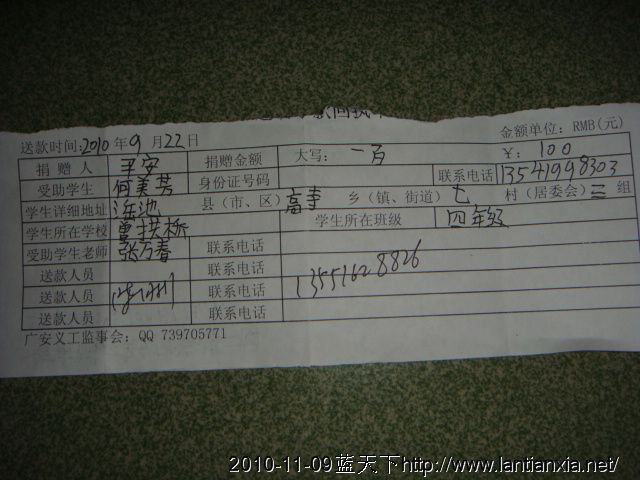 送款时间:2010年9月22日 金额单位:RMB(元)
捐赠人 平安 捐赠金额 大写:一百 ¥:100
受助学生 何美芳 身份证号码 联系电话 13541998303
学生详细地址 岳池 县(市、区) 高寺 乡(镇、街道) 七 村(居委会) 三 组
学生所在学校 曹拱桥 学生所在班级 四年级
受助学生老师 张万春 联系电话
送款人员 联系电话 13551628826
送款人员 联系电话
送款人员 联系电话
广安义工监事会:QQ 739705771
2010-11-09蓝天下http://www.lantianxia.net/